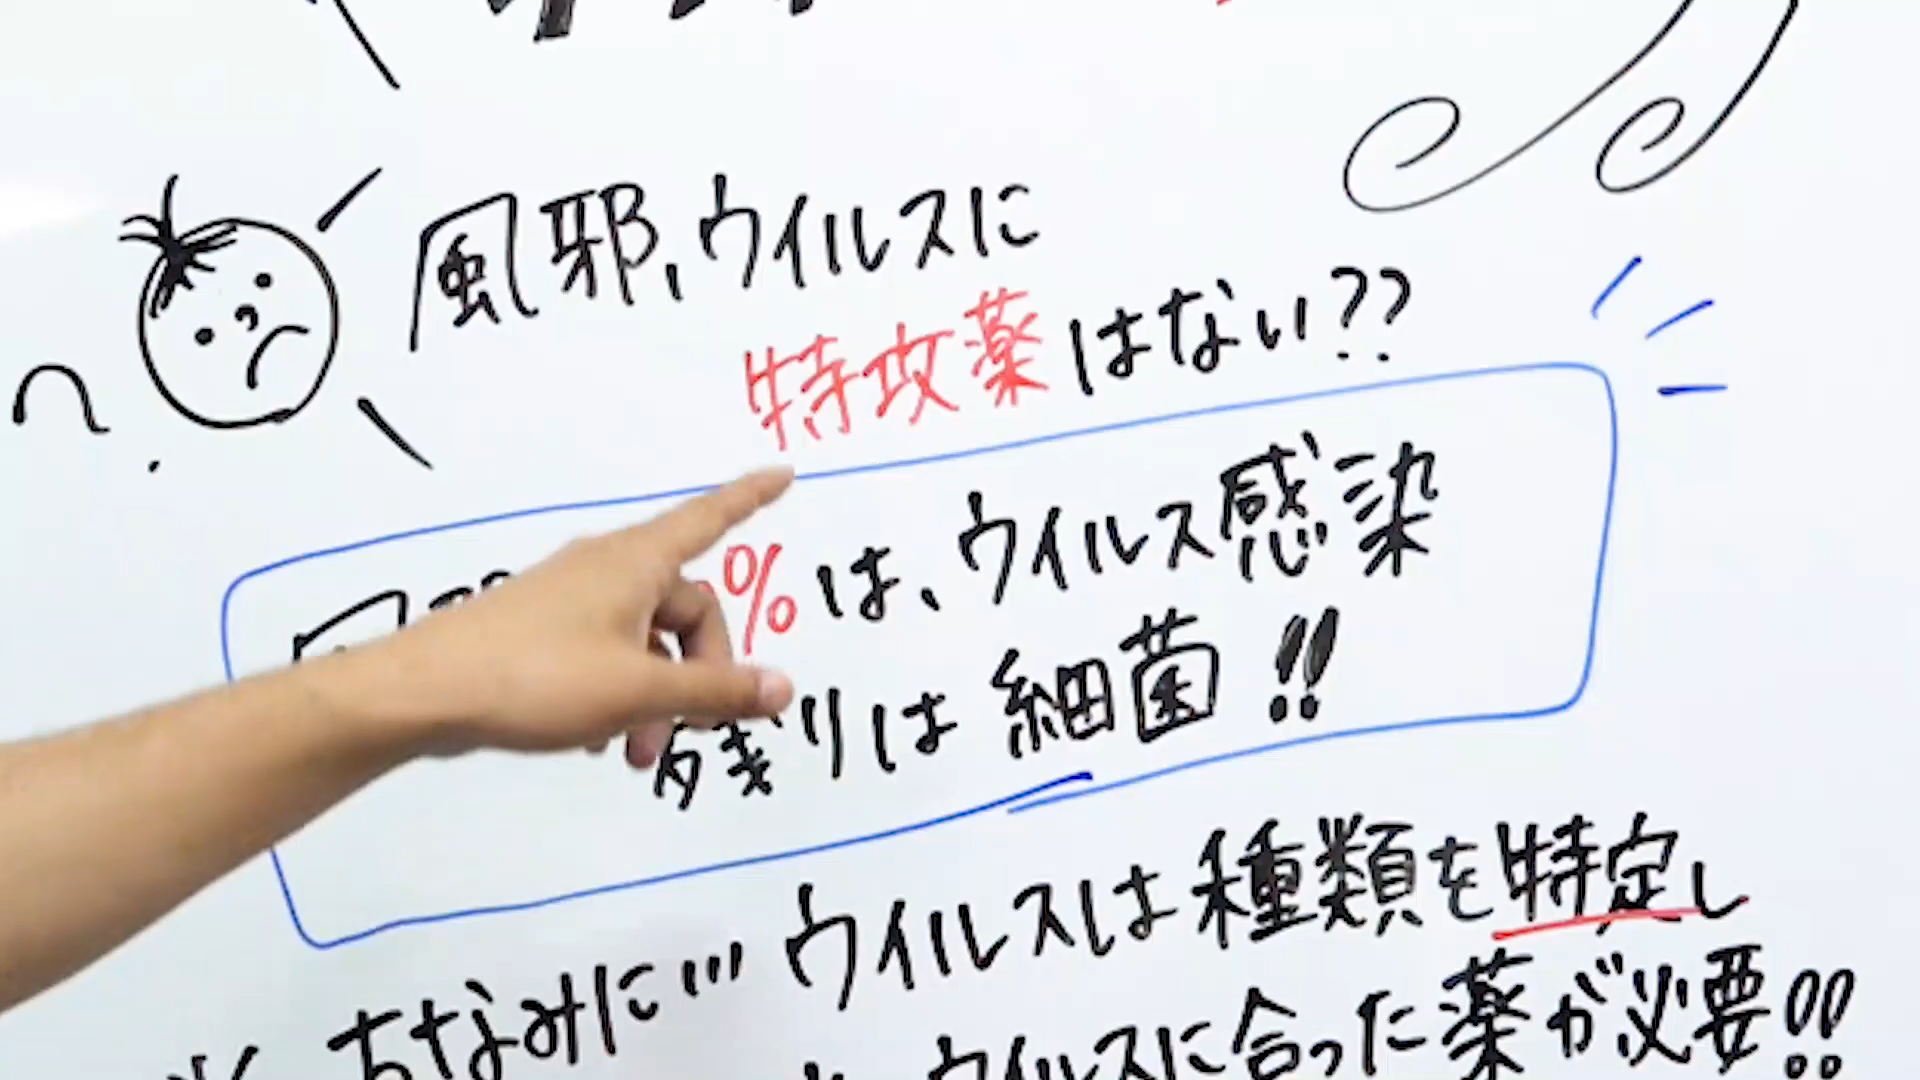 風邪,ウイルスに
特攻薬はない??
%は、ウイルス感染
残りは細菌!!
ちなみに… ウイルスは種類を特定し
ウイルスに合った薬が必要!!